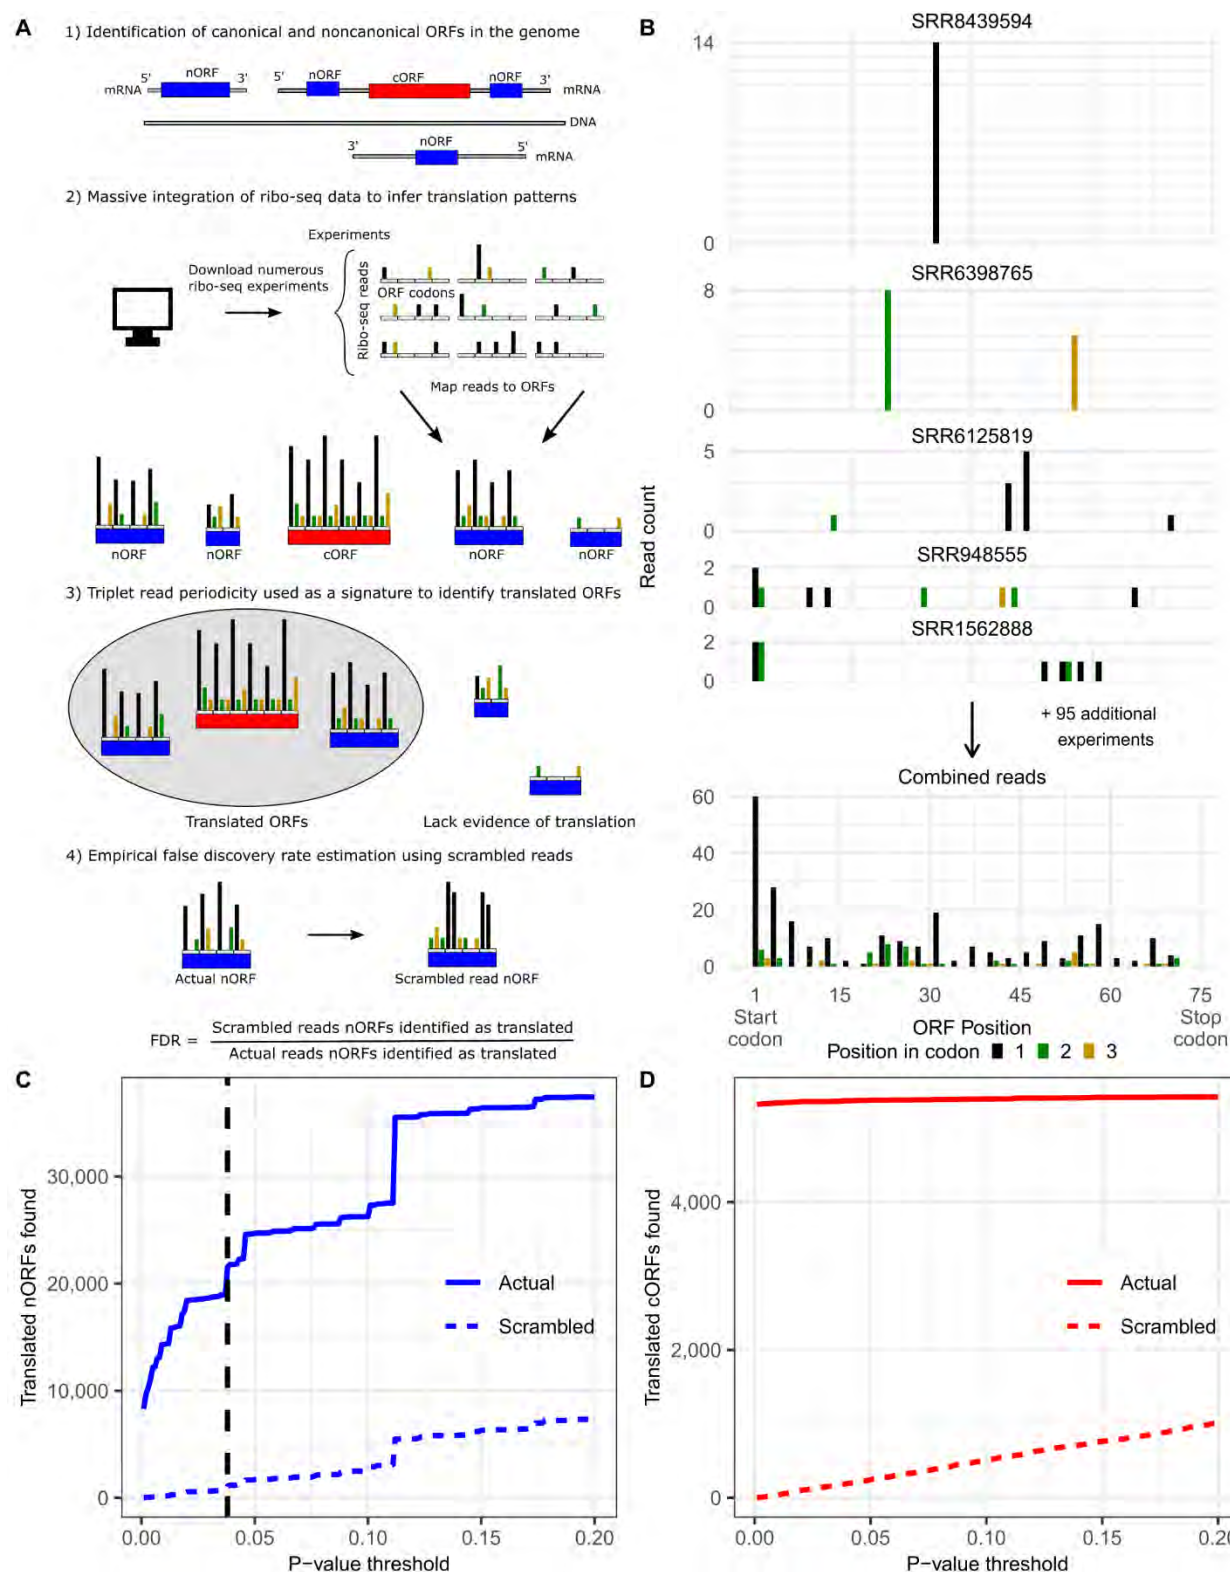 A
1) Identification of canonical and noncanonical ORFs in the genome
5' nORF 3' 5' nORF cORF nORF 3'
mRNA mRNA
DNA
3' nORF 5'
mRNA
2) Massive integration of ribo-seq data to infer translation patterns
Experiments
Download numerous
ribo-seq experiments
Ribo-seq reads
ORF codons
Map reads to ORFs
nORF nORF cORF nORF nORF
3) Triplet read periodicity used as a signature to identify translated ORFs
Translated ORFs
Lack evidence of translation
4) Empirical false discovery rate estimation using scrambled reads
Actual nORF
Scrambled read nORF
FDR = Scrambled reads nORFs identified as translated
Actual reads nORFs identified as translated
B
SRR8439594
14
0
SRR6398765
8
0
SRR6125819
5
0
SRR948555
2
0
SRR1562888
2
0
Read count
+ 95 additional
experiments
Combined reads
60
40
20
0
1 15 30 45 60 75
Start
codon
Stop
codon
ORF Position
Position in codon 1 2 3
C
Translated nORFs found
30,000
20,000
10,000
0
Actual
Scrambled
0.00 0.05 0.10 0.15 0.20
P-value threshold
D
Translated cORFs found
4,000
2,000
0
Actual
Scrambled
0.00 0.05 0.10 0.15 0.20
P-value threshold